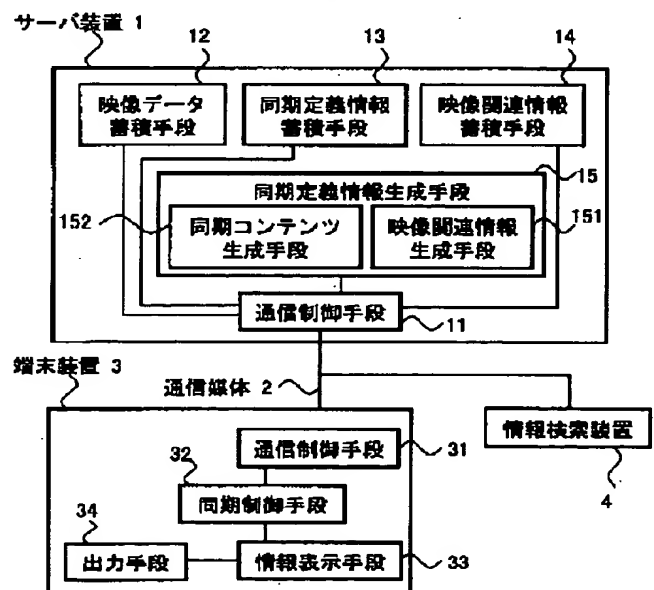 サーバ装置 1
12
13
14
映像データ
蓄積手段
同期定義情報
蓄積手段
映像関連情報
蓄積手段
15
同期定義情報生成手段
152
同期コンテンツ
生成手段
映像関連情報
生成手段
151
通信制御手段
11
端末装置 3
通信媒体 2
通信制御手段
31
情報検索装置
4
32
同期制御手段
34
出力手段
情報表示手段
33